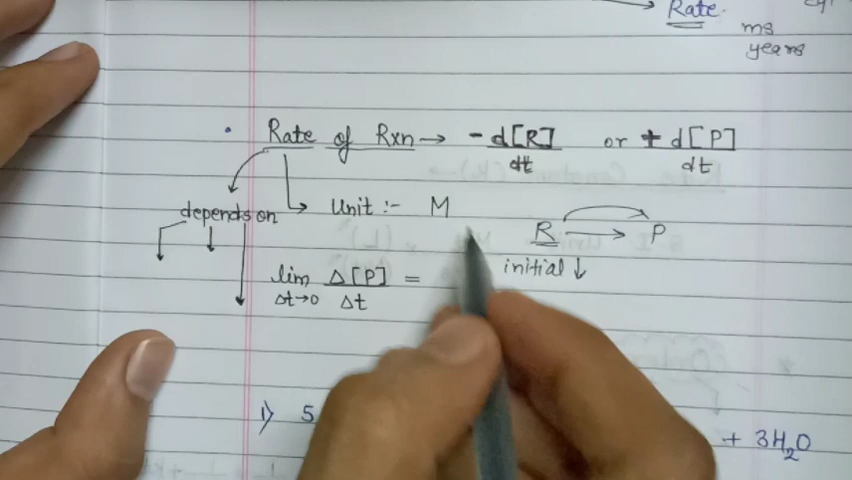 Rate
ms
years
Rate of Rxn → - d[R]/dt or + d[P]/dt
depends on
Unit :- M
R → P
initial ↓
lim Δt→0 Δ[P]/Δt =
1) 5
+ 3H₂O